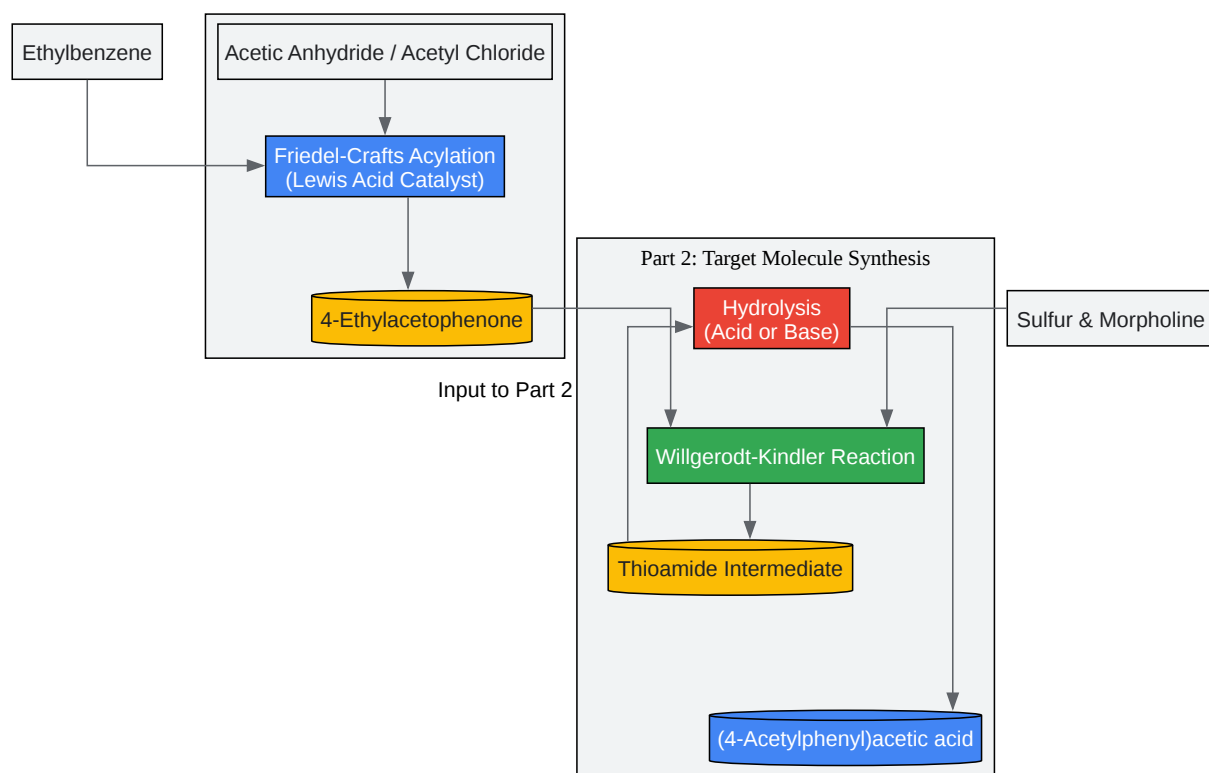 Ethylbenzene
Acetic Anhydride / Acetyl Chloride
Friedel-Crafts Acylation
(Lewis Acid Catalyst)
4-Ethylacetophenone
Input to Part 2
Part 2: Target Molecule Synthesis
Hydrolysis
(Acid or Base)
Sulfur & Morpholine
Willgerodt-Kindler Reaction
Thioamide Intermediate
(4-Acetylphenyl)acetic acid